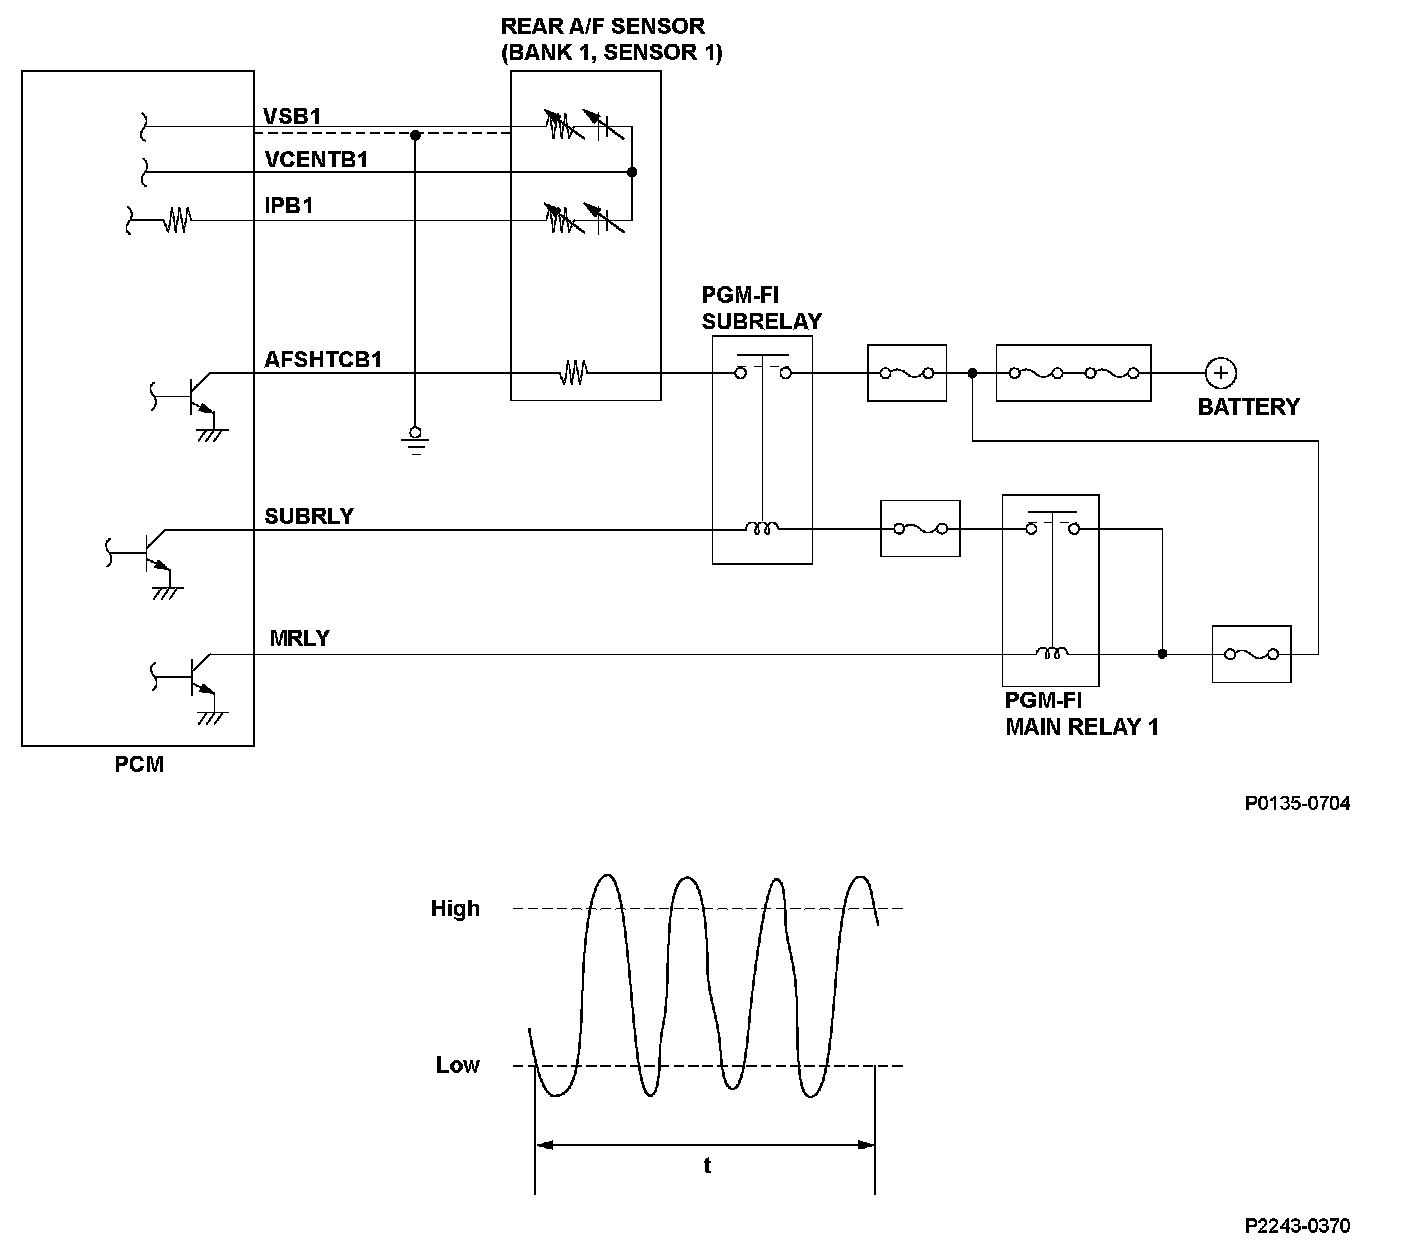 REAR A/F SENSOR
(BANK 1, SENSOR 1)
VSB1
VCENTB1
IPB1
PGM-FI
SUBRELAY
AFSHTCB1
BATTERY
SUBRLY
MRLY
PGM-FI
MAIN RELAY 1
PCM
P0135-0704
High
Low
t
P2243-0370